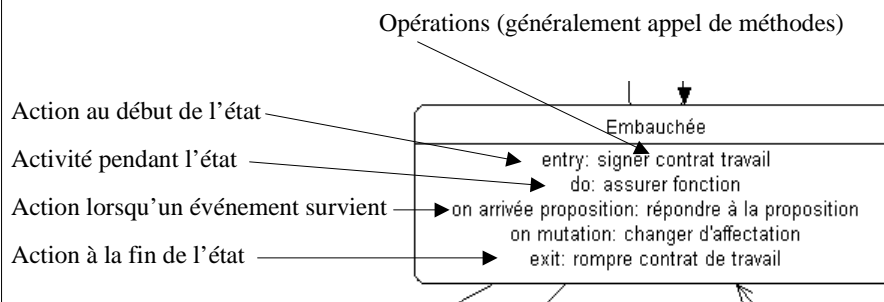 Opérations (généralement appel de méthodes)
Action au début de l'état
Activité pendant l'état
Action lorsqu'un événement survient
Action à la fin de l'état
Embauchée
entry: signer contrat travail
do: assurer fonction
on arrivée proposition: répondre à la proposition
on mutation: changer d'affectation
exit: rompre contrat de travail